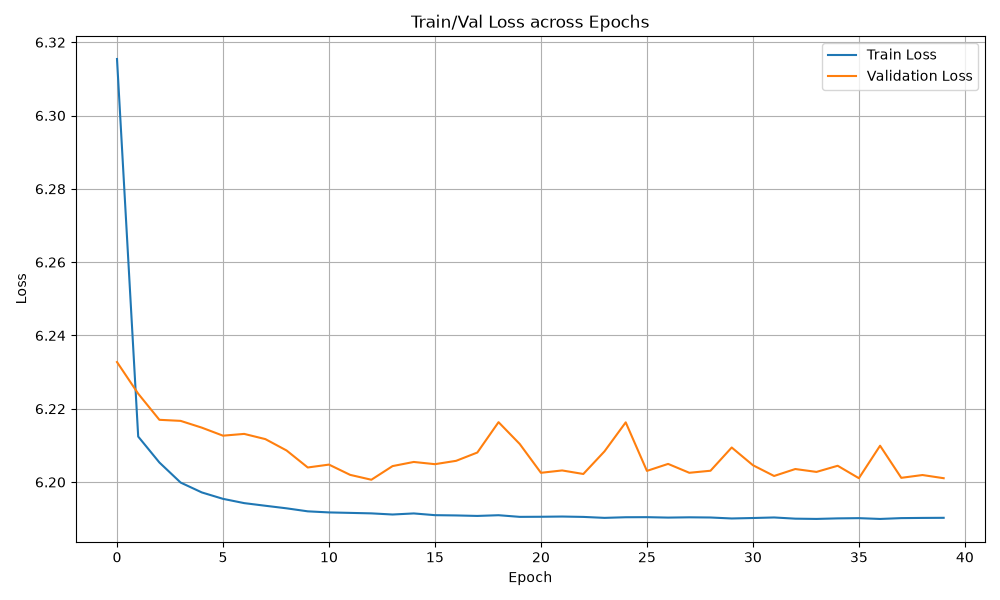 Train/Val Loss across Epochs
Train Loss
Validation Loss
6.32
6.30
6.28
6.26
6.24
6.22
6.20
Loss
0 5 10 15 20 25 30 35 40
Epoch